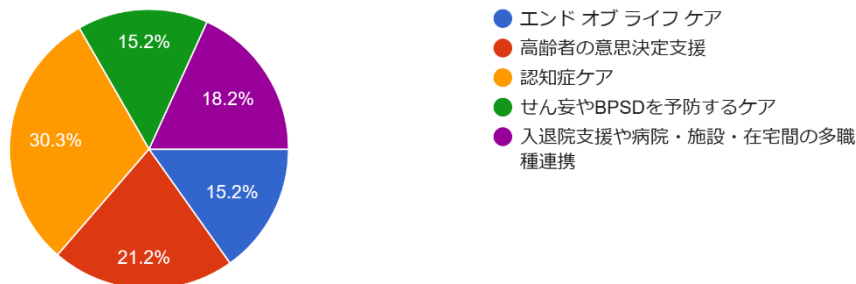 15.2%
18.2%
30.3%
15.2%
21.2%
エンド オブ ライフ ケア
高齢者の意思決定支援
認知症ケア
せん妄やBPSDを予防するケア
入退院支援や病院・施設・在宅間の多職
種連携